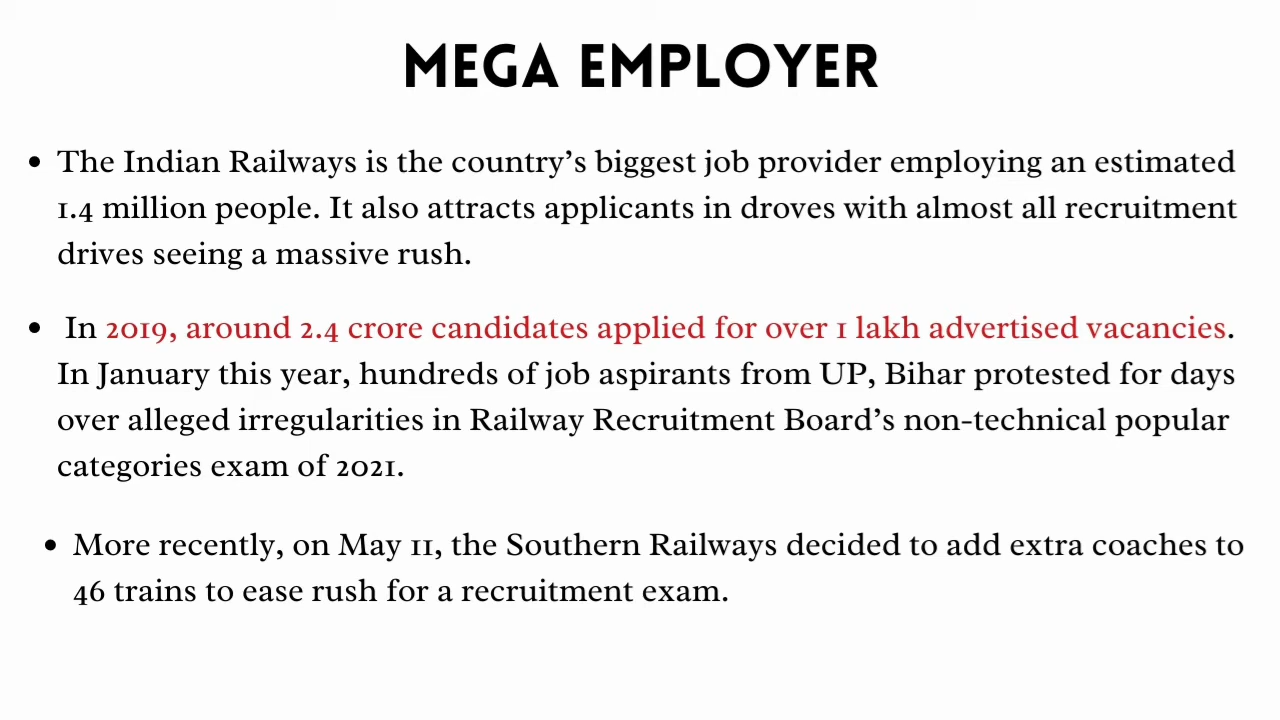 MEGA EMPLOYER
• The Indian Railways is the country’s biggest job provider employing an estimated
1.4 million people. It also attracts applicants in droves with almost all recruitment
drives seeing a massive rush.
• In 2019, around 2.4 crore candidates applied for over 1 lakh advertised vacancies.
In January this year, hundreds of job aspirants from UP, Bihar protested for days
over alleged irregularities in Railway Recruitment Board’s non-technical popular
categories exam of 2021.
• More recently, on May 11, the Southern Railways decided to add extra coaches to
46 trains to ease rush for a recruitment exam.